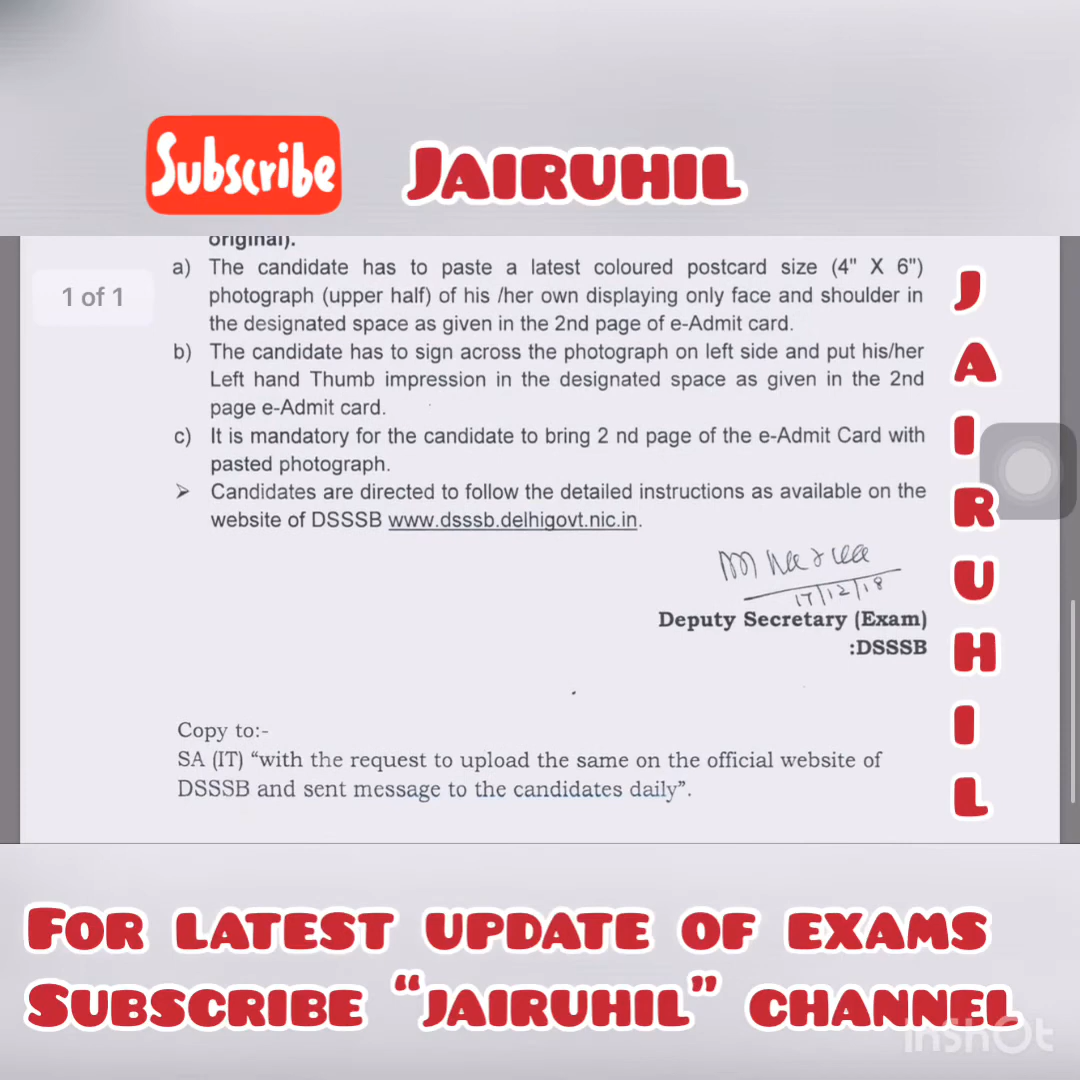 Subscribe JAIRUHIL
original).
1 of 1
a) The candidate has to paste a latest coloured postcard size (4" X 6")
photograph (upper half) of his /her own displaying only face and shoulder in
the designated space as given in the 2nd page of e-Admit card.
b) The candidate has to sign across the photograph on left side and put his/her
Left hand Thumb impression in the designated space as given in the 2nd
page e-Admit card.
c) It is mandatory for the candidate to bring 2 nd page of the e-Admit Card with
pasted photograph.
➢ Candidates are directed to follow the detailed instructions as available on the
website of DSSSB www.dsssb.delhigovt.nic.in.
17/12/18
Deputy Secretary (Exam)
:DSSSB
Copy to:-
SA (IT) “with the request to upload the same on the official website of
DSSSB and sent message to the candidates daily”.
J
A
I
R
U
H
I
L
FOR LATEST UPDATE OF EXAMS
SUBSCRIBE “JAIRUHIL” CHANNEL
InShOt